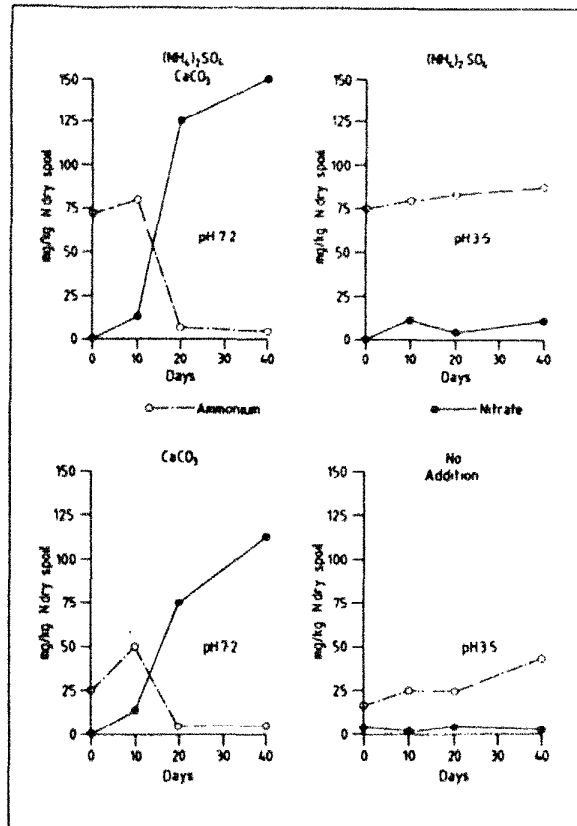 (NH₄)₂SO₄
CaCO₃
150
125
100
75
50
25
0
mg/kg N dry spoil
pH 7·2
0 10 20 30 40
Days
(NH₄)₂SO₄
150
125
100
75
50
25
0
mg/kg N dry spoil
pH 3·5
0 10 20 30 40
Days
Ammonium
Nitrate
CaCO₃
150
125
100
75
50
25
0
mg/kg N dry spoil
pH 7·2
0 10 20 30 40
Days
No
Addition
150
125
100
75
50
25
0
mg/kg N dry spoil
pH 3·5
0 10 20 30 40
Days